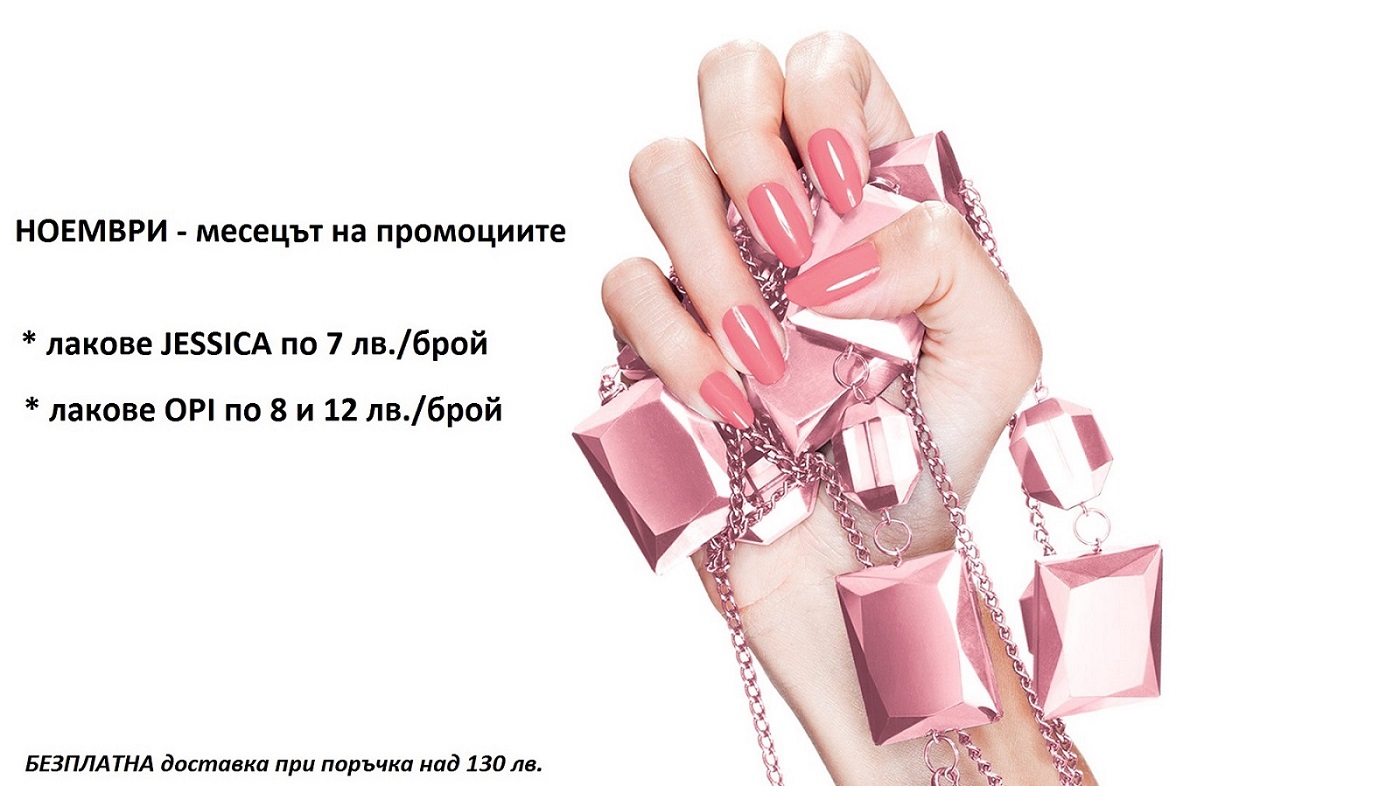 НОЕМВРИ - месецът на промоциите
* лакове JESSICA по 7 лв./брой
* лакове OPI по 8 и 12 лв./брой
БЕЗПЛАТНА доставка при поръчка над 130 лв.